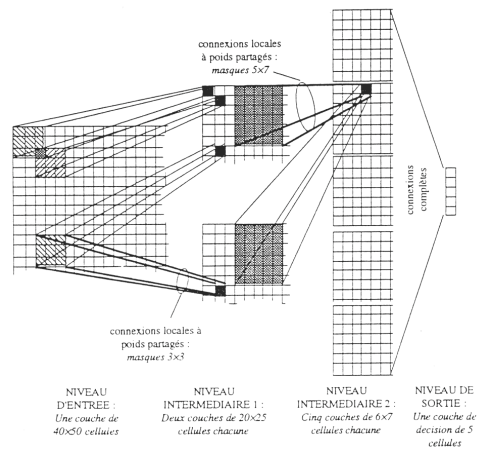 connexions locales
à poids partagés :
masques 5×7
connexions
complètes
connexions locales à
poids partagés :
masques 3×3
NIVEAU
D'ENTREE :
Une couche de
40×50 cellules
NIVEAU
INTERMEDIAIRE 1 :
Deux couches de 20×25
cellules chacune
NIVEAU
INTERMEDIAIRE 2 :
Cinq couches de 6×7
cellules chacune
NIVEAU DE
SORTIE :
Une couche de
decision de 5
cellules